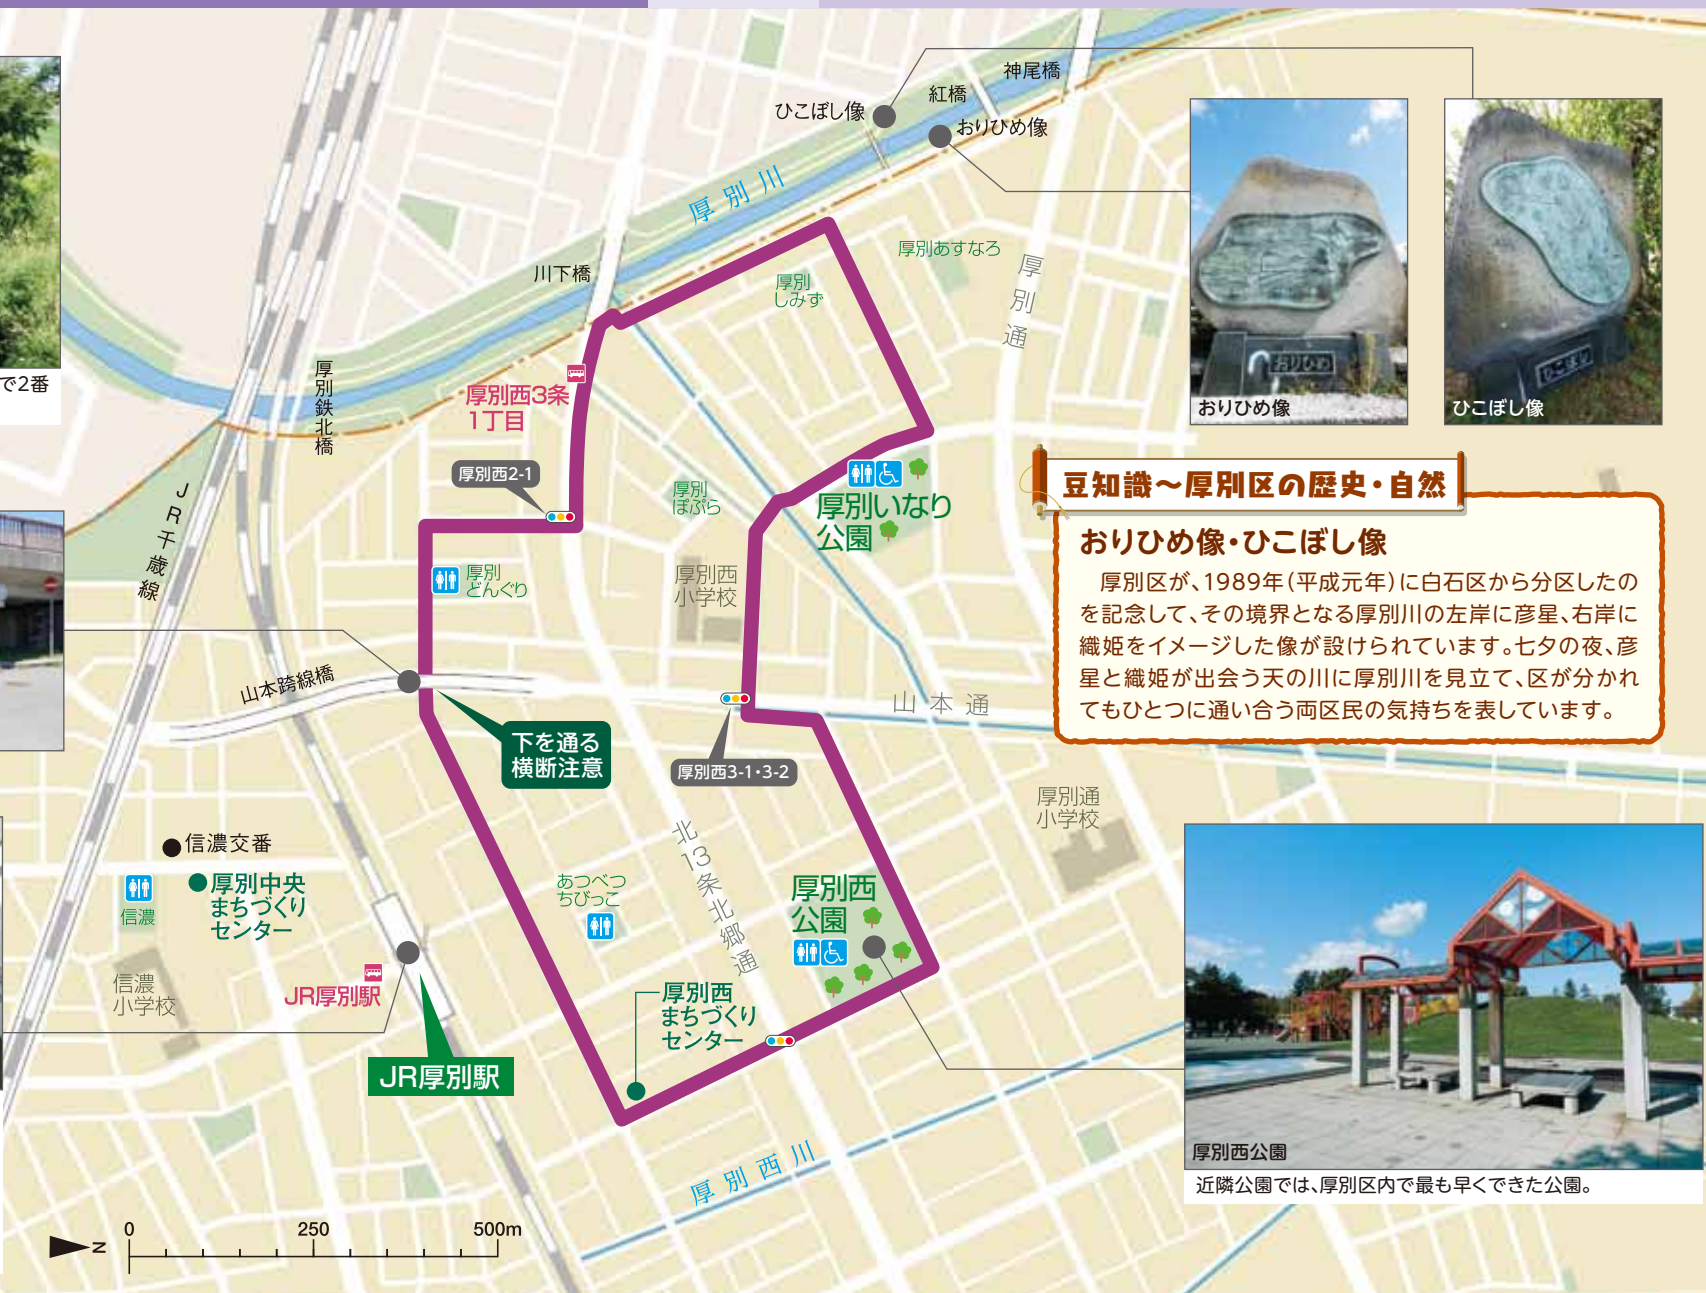 神尾橋
紅橋
ひこぼし像
おりひめ像
厚別川
川下橋
厚別あすなろ
厚別
しみず
厚別通
厚別鉄北橋
で2番
厚別西3条
1丁目
厚別西2-1
厚別
ぽぷら
厚別いなり
公園
厚別
どんぐり
厚別西
小学校
JR千歳線
山本跨線橋
山本通
下を通る
横断注意
厚別西3-1・3-2
厚別通
小学校
信濃交番
厚別中央
まちづくり
センター
信濃
信濃
小学校
JR厚別駅
JR厚別駅
あつべつ
ちびっこ
北13条北郷通
厚別西
公園
厚別西
まちづくり
センター
厚別西川
N
0 250 500m
おりひめ
おりひめ像
ひこぼし
ひこぼし像
豆知識～厚別区の歴史・自然
おりひめ像・ひこぼし像
厚別区が、1989年(平成元年)に白石区から分区したの
を記念して、その境界となる厚別川の左岸に彦星、右岸に
織姫をイメージした像が設けられています。七夕の夜、彦
星と織姫が出会う天の川に厚別川を見立て、区が分かれ
てもひとつに通い合う両区民の気持ちを表しています。
厚別西公園
近隣公園では、厚別区内で最も早くできた公園。